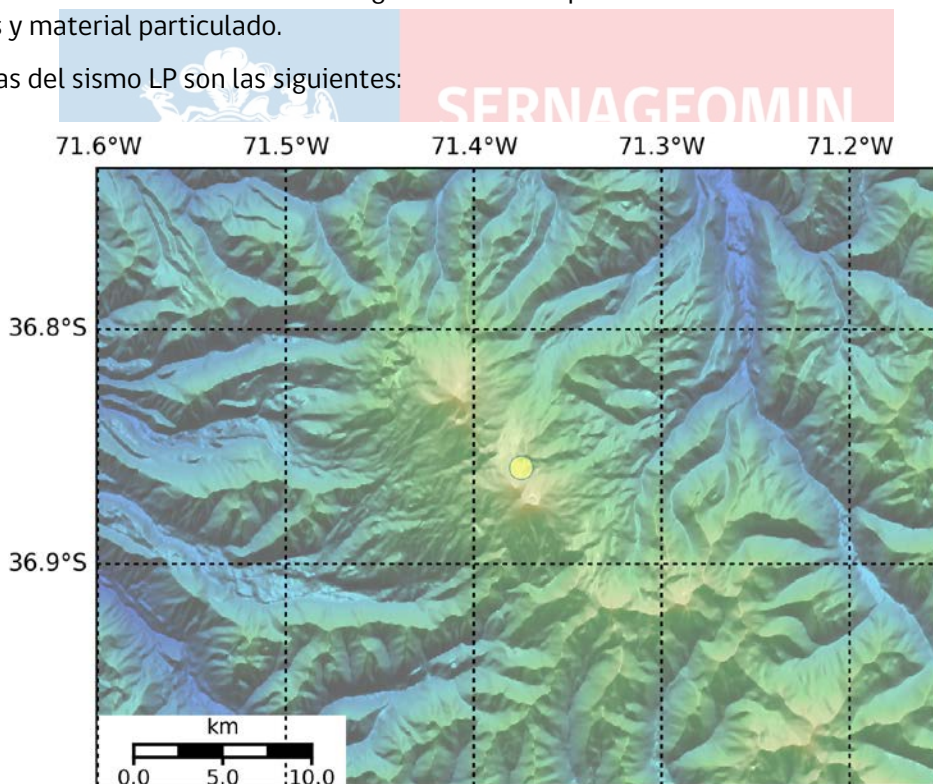 s y material particulado.
as del sismo LP son las siguientes:
SERNAGEOMIN
71.6°W 71.5°W 71.4°W 71.3°W 71.2°W
36.8°S
36.9°S
km
0.0 5.0 10.0